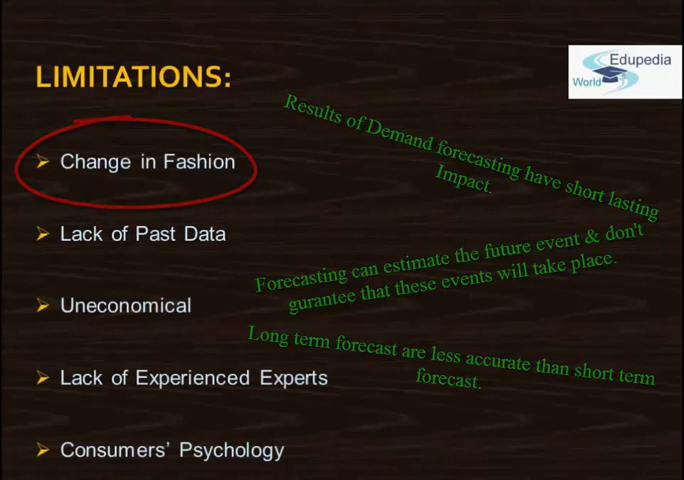 LIMITATIONS:
Edupedia
World
Results of Demand forecasting have short lasting
Impact.
Change in Fashion
Lack of Past Data
Forecasting can estimate the future event & don't
gurantee that these events will take place.
Uneconomical
Long term forecast are less accurate than short term
forecast.
Lack of Experienced Experts
Consumers' Psychology